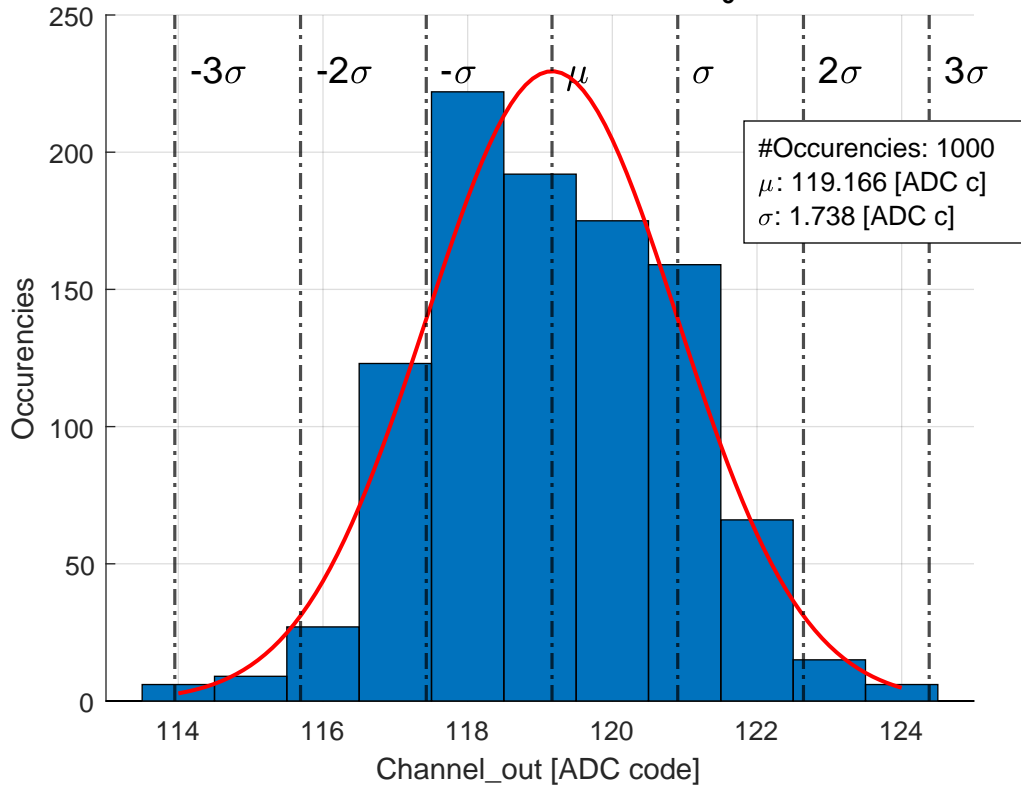 250
200
150
100
50
0
-3σ -2σ -σ μ σ 2σ 3σ
#Occurencies: 1000
μ: 119.166 [ADC c]
σ: 1.738 [ADC c]
Occurencies
114 116 118 120 122 124
Channel_out [ADC code]